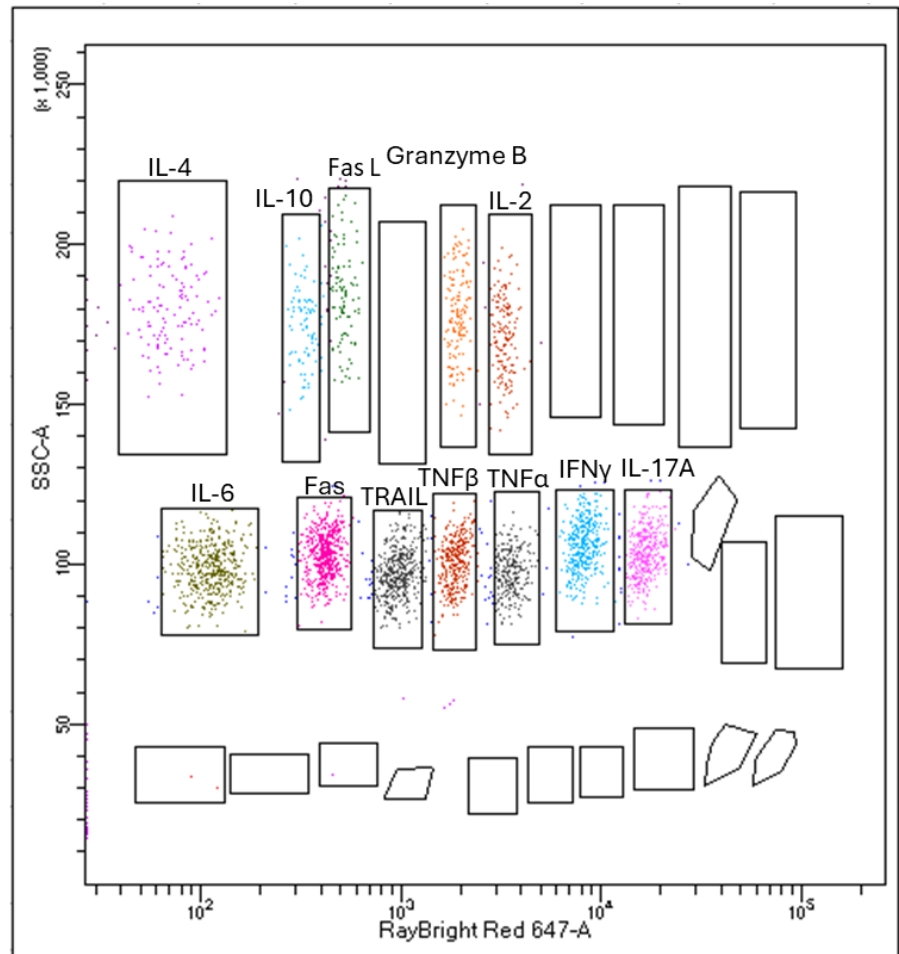 (x 1,000)
250
200
150
100
50
SSC-A
IL-4
IL-10
Fas L
Granzyme B
IL-2
IL-6
Fas
TRAIL
TNFβ
TNFα
IFNγ
IL-17A
10²
10³
10⁴
10⁵
RayBright Red 647-A